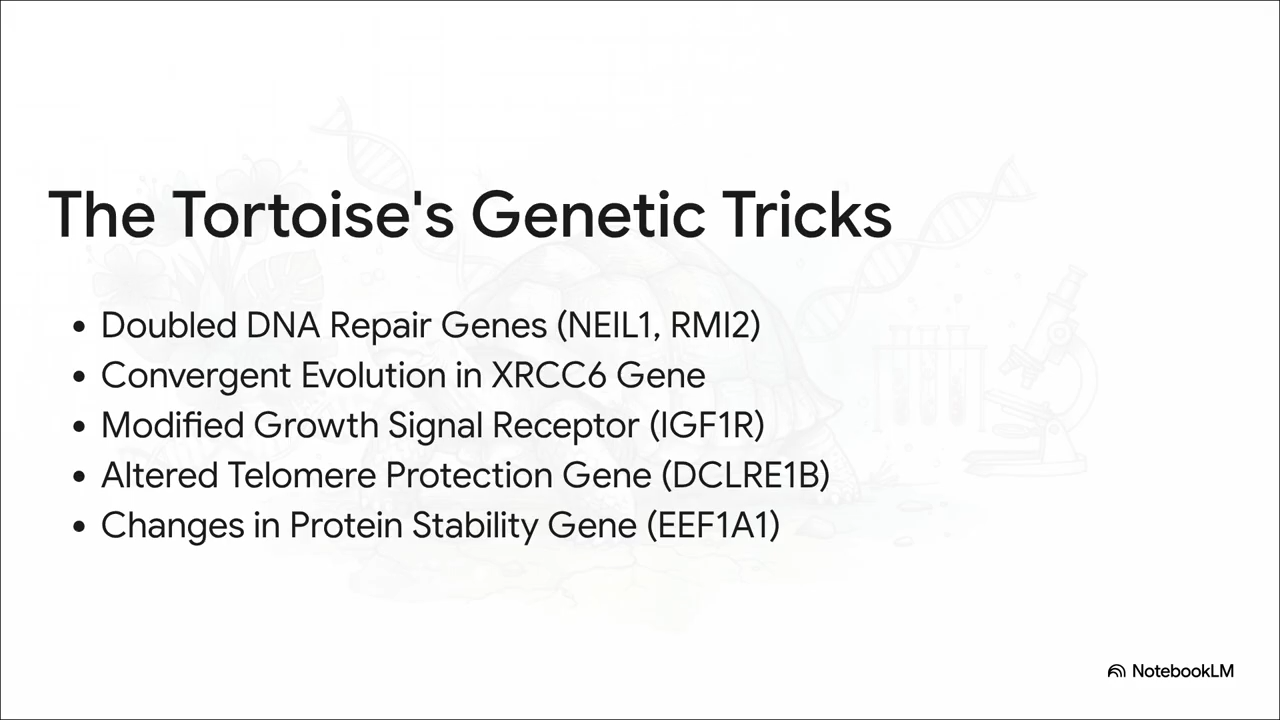 The Tortoise's Genetic Tricks
• Doubled DNA Repair Genes (NEIL1, RMI2)
• Convergent Evolution in XRCC6 Gene
• Modified Growth Signal Receptor (IGF1R)
• Altered Telomere Protection Gene (DCLRE1B)
• Changes in Protein Stability Gene (EEF1A1)
NotebookLM